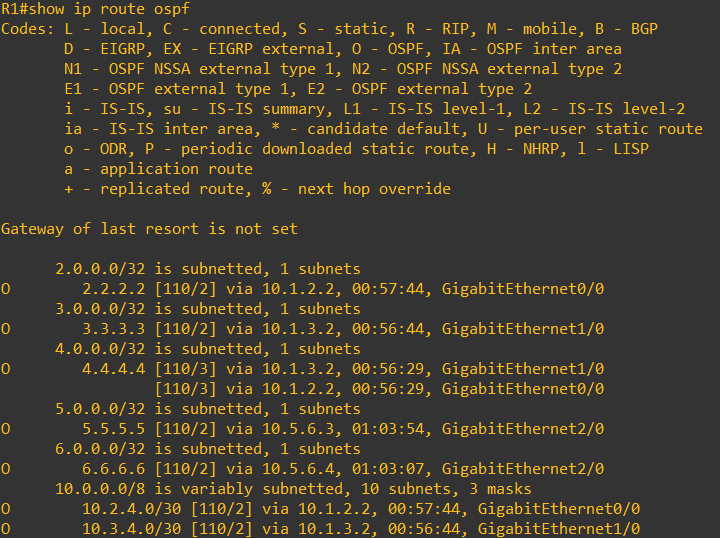 R1#show ip route ospf
Codes: L - local, C - connected, S - static, R - RIP, M - mobile, B - BGP
       D - EIGRP, EX - EIGRP external, O - OSPF, IA - OSPF inter area
       N1 - OSPF NSSA external type 1, N2 - OSPF NSSA external type 2
       E1 - OSPF external type 1, E2 - OSPF external type 2
       i - IS-IS, su - IS-IS summary, L1 - IS-IS level-1, L2 - IS-IS level-2
       ia - IS-IS inter area, * - candidate default, U - per-user static route
       o - ODR, P - periodic downloaded static route, H - NHRP, l - LISP
       a - application route
       + - replicated route, % - next hop override
Gateway of last resort is not set
      2.0.0.0/32 is subnetted, 1 subnets
O        2.2.2.2 [110/2] via 10.1.2.2, 00:57:44, GigabitEthernet0/0
      3.0.0.0/32 is subnetted, 1 subnets
O        3.3.3.3 [110/2] via 10.1.3.2, 00:56:44, GigabitEthernet1/0
      4.0.0.0/32 is subnetted, 1 subnets
O        4.4.4.4 [110/3] via 10.1.3.2, 00:56:29, GigabitEthernet1/0
                 [110/3] via 10.1.2.2, 00:56:29, GigabitEthernet0/0
      5.0.0.0/32 is subnetted, 1 subnets
O        5.5.5.5 [110/2] via 10.5.6.3, 01:03:54, GigabitEthernet2/0
      6.0.0.0/32 is subnetted, 1 subnets
O        6.6.6.6 [110/2] via 10.5.6.4, 01:03:07, GigabitEthernet2/0
      10.0.0.0/8 is variably subnetted, 10 subnets, 3 masks
O        10.2.4.0/30 [110/2] via 10.1.2.2, 00:57:44, GigabitEthernet0/0
O        10.3.4.0/30 [110/2] via 10.1.3.2, 00:56:44, GigabitEthernet1/0